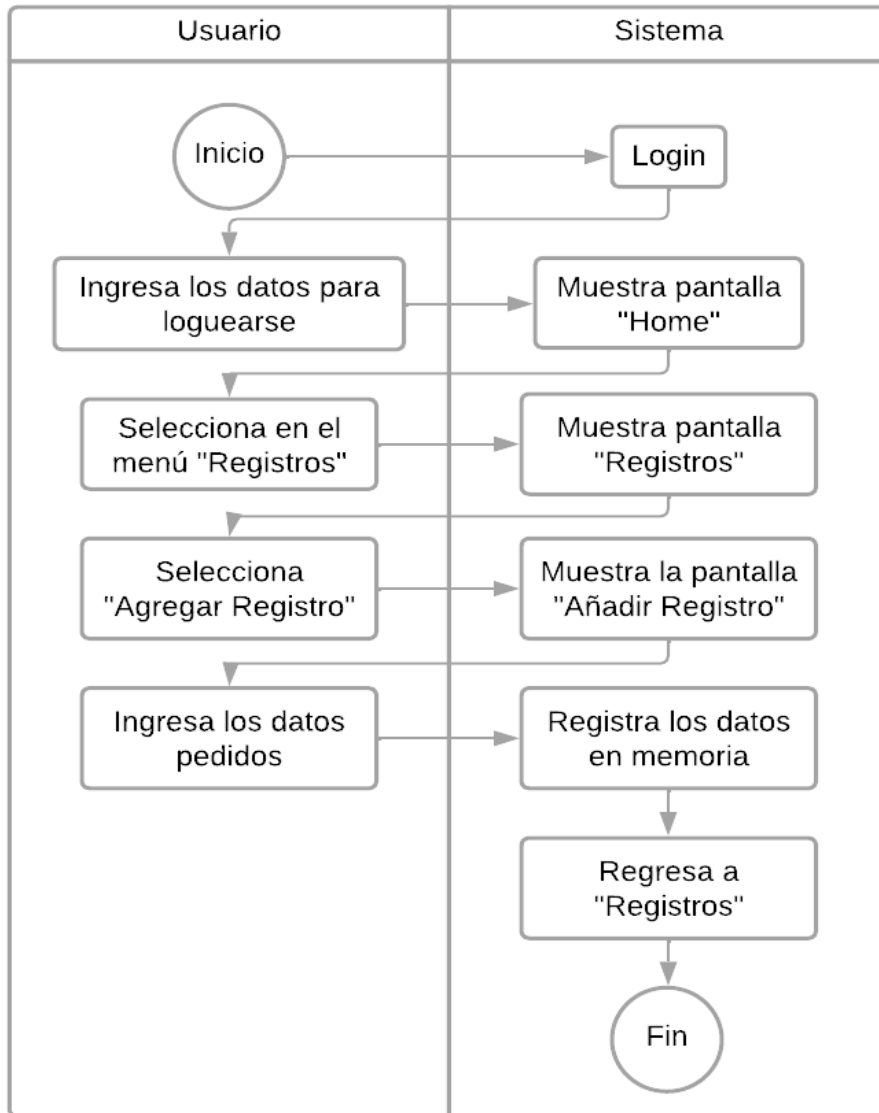 Usuario
Sistema
Inicio
Login
Ingresa los datos para
loguearse
Muestra pantalla
"Home"
Selecciona en el
menú "Registros"
Muestra pantalla
"Registros"
Selecciona
"Agregar Registro"
Muestra la pantalla
"Añadir Registro"
Ingresa los datos
pedidos
Registra los datos
en memoria
Regresa a
"Registros"
Fin